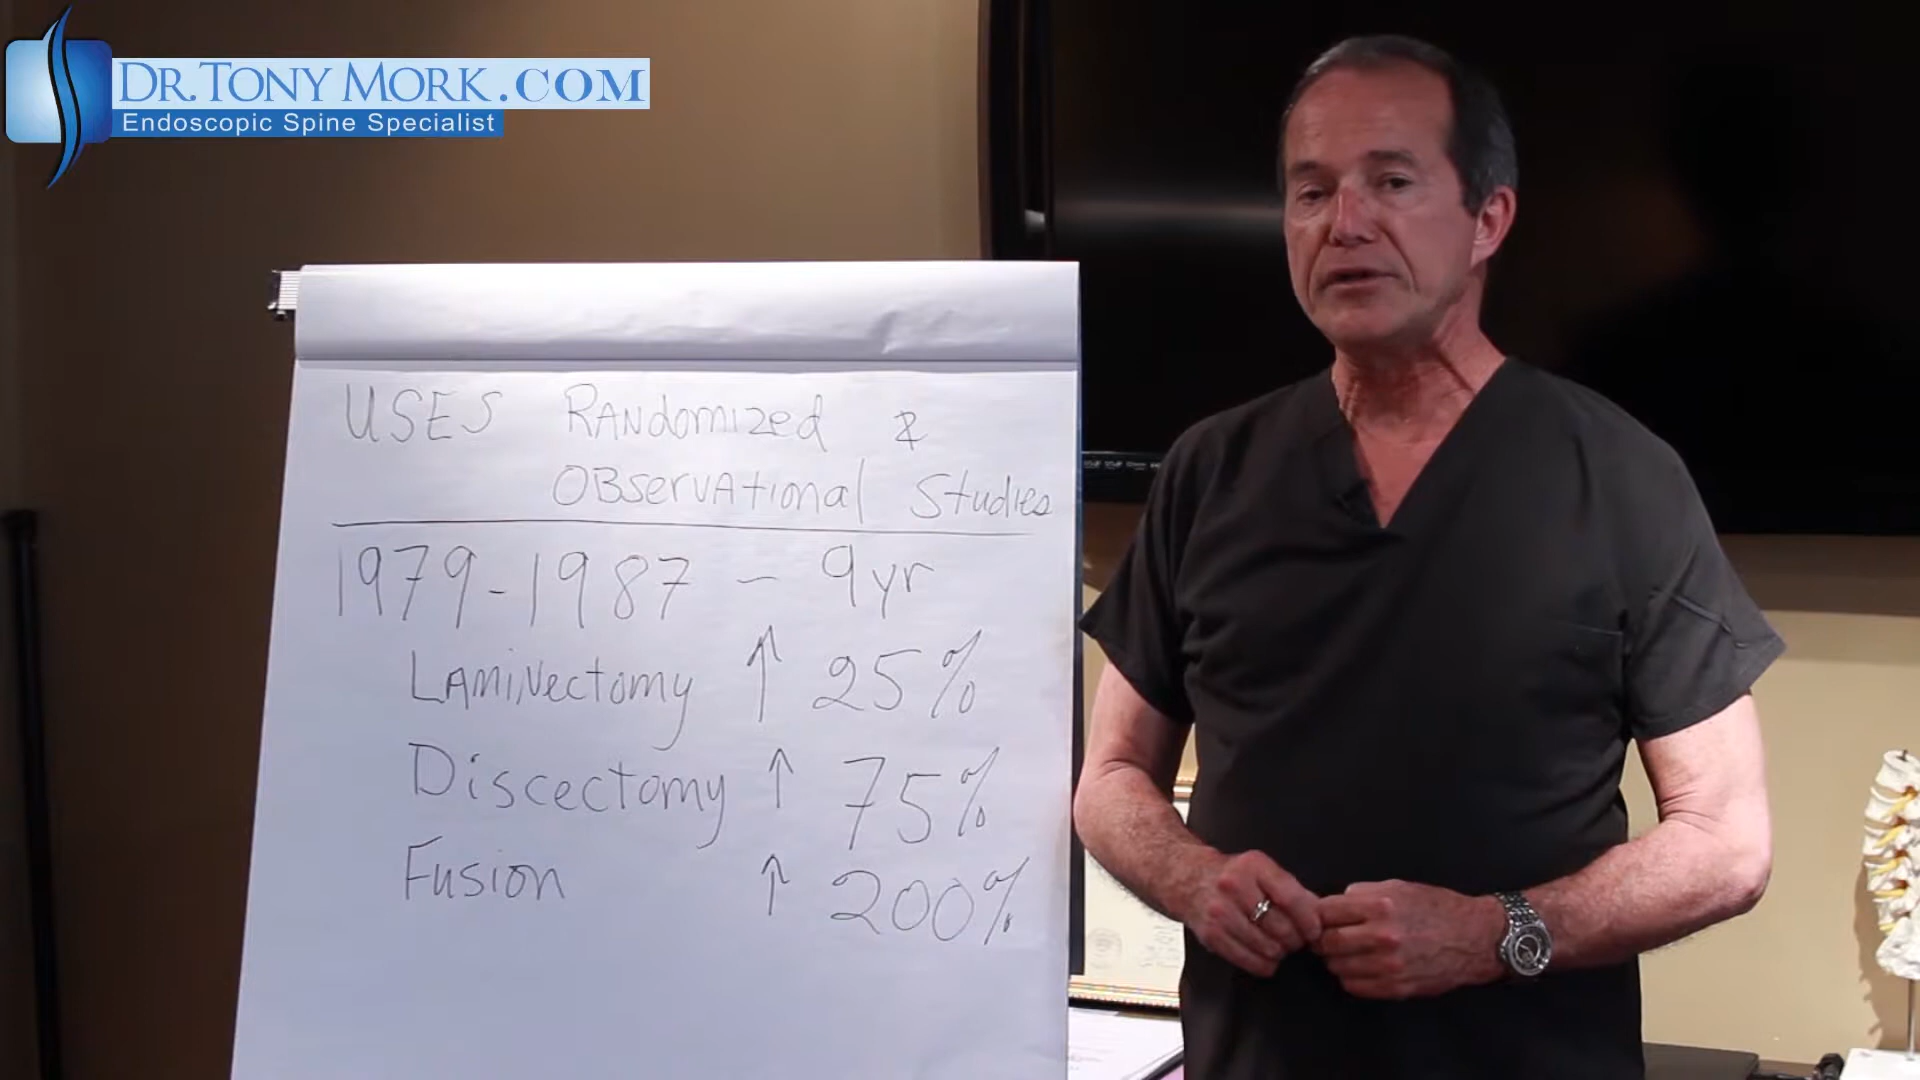 DR. TONY MORK.COM
Endoscopic Spine Specialist
USES RANdomized &
OBservAtional Studies
1979-1987 - 9yr
LAmiNectomy ↑ 25%
Discectomy ↑ 75%
Fusion ↑ 200%